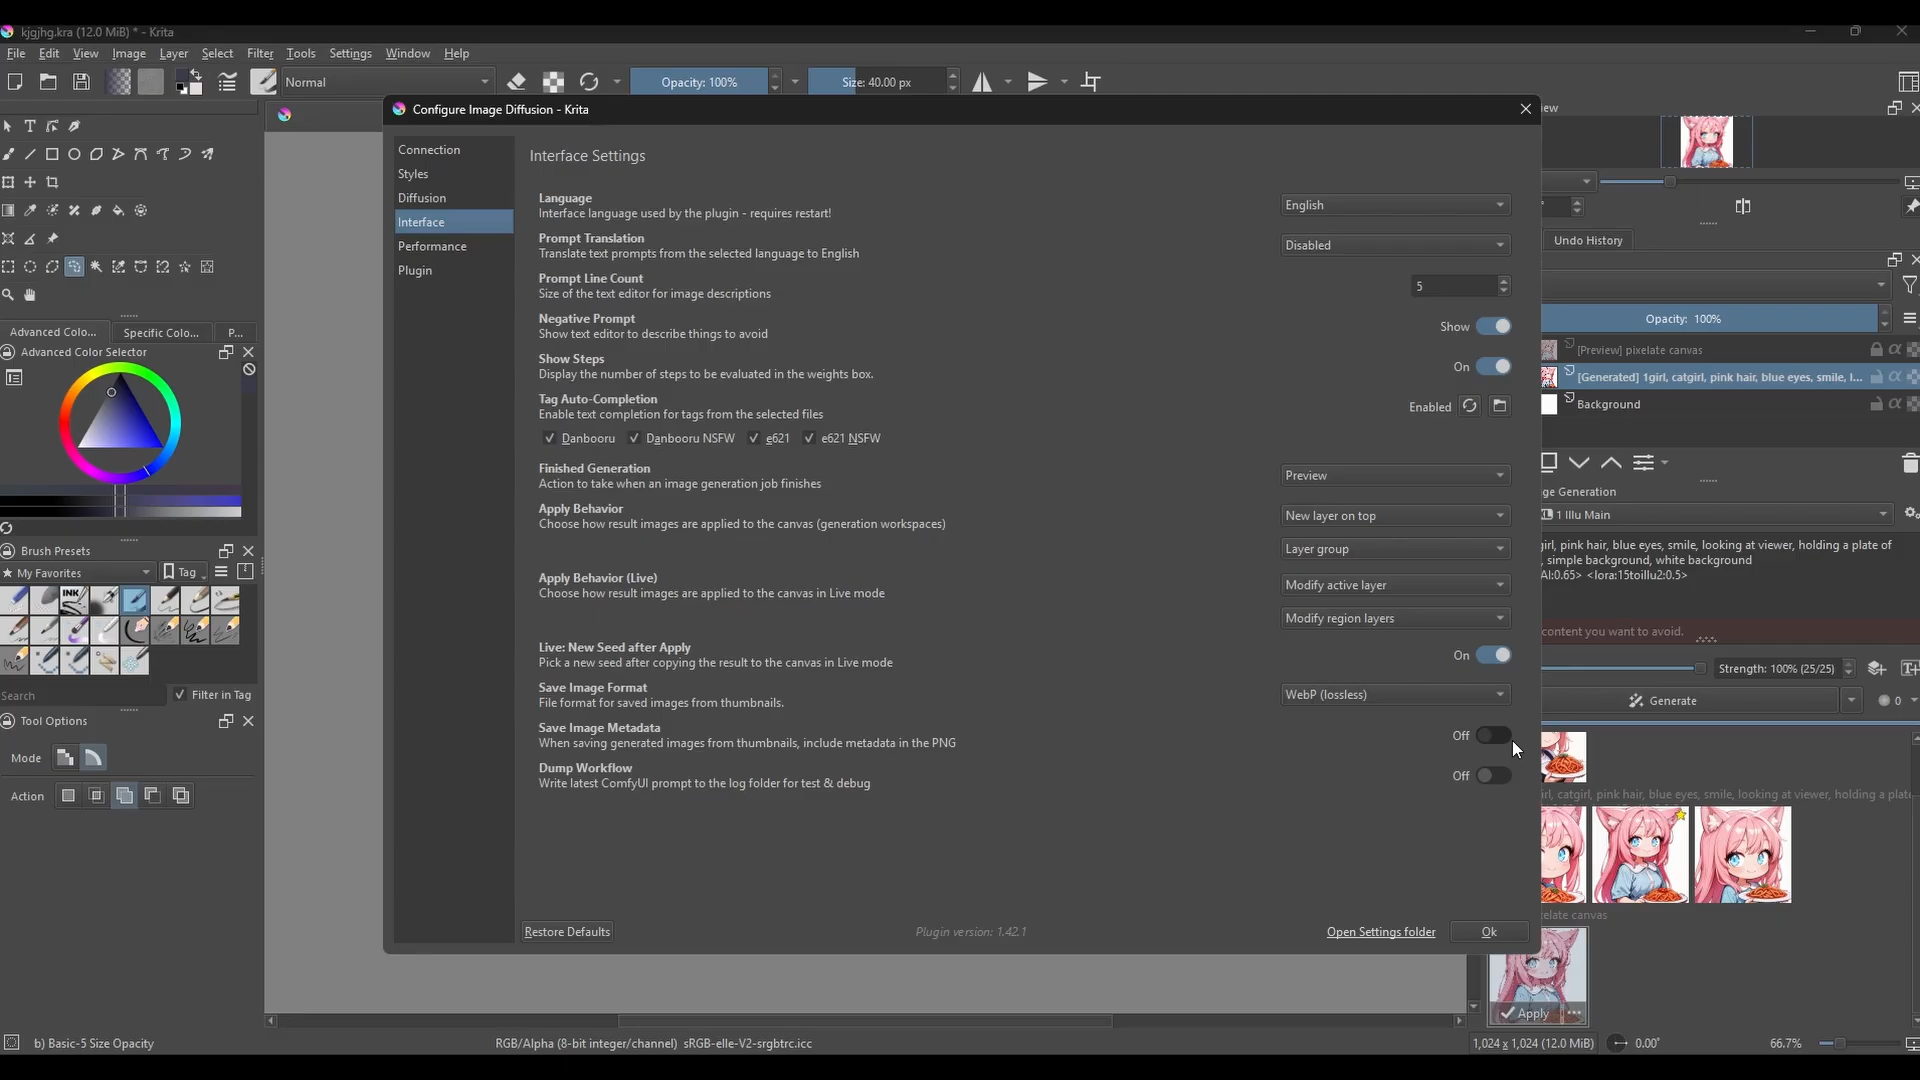 kjgjhg.kra (12.0 MiB) * - Krita
File Edit View Image Layer Select Filter Tools Settings Window Help
Normal
Opacity: 100%
Size: 40.00 px
Configure Image Diffusion - Krita
Connection
Styles
Diffusion
Interface
Performance
Plugin
Interface Settings
Language
Interface language used by the plugin - requires restart!
English
Prompt Translation
Translate text prompts from the selected language to English
Disabled
Prompt Line Count
Size of the text editor for image descriptions
5
Negative Prompt
Show text editor to describe things to avoid
Show
Show Steps
Display the number of steps to be evaluated in the weights box.
On
Tag Auto-Completion
Enable text completion for tags from the selected files
Enabled
Danbooru Danbooru NSFW e621 e621 NSFW
Finished Generation
Action to take when an image generation job finishes
Preview
Apply Behavior
Choose how result images are applied to the canvas (generation workspaces)
New layer on top
Layer group
Apply Behavior (Live)
Choose how result images are applied to the canvas in Live mode
Modify active layer
Modify region layers
Live: New Seed after Apply
Pick a new seed after copying the result to the canvas in Live mode
On
Save Image Format
File format for saved images from thumbnails.
WebP (lossless)
Save Image Metadata
When saving generated images from thumbnails, include metadata in the PNG
Off
Dump Workflow
Write latest ComfyUI prompt to the log folder for test & debug
Off
Restore Defaults
Plugin version: 1.42.1
Open Settings folder
Ok
Advanced Colo...
Specific Colo...
P...
Advanced Color Selector
Brush Presets
My Favorites
Tag
INK
Search
Filter in Tag
Tool Options
Mode
Action
ew
Undo History
Opacity: 100%
[Preview] pixelate canvas
[Generated] 1girl, catgirl, pink hair, blue eyes, smile, l...
Background
ge Generation
1 Illu Main
girl, pink hair, blue eyes, smile, looking at viewer, holding a plate of
, simple background, white background
AI:0.65> <lora:15toillu2:0.5>
content you want to avoid.
Strength: 100% (25/25)
Generate
0
irl, catgirl, pink hair, blue eyes, smile, looking at viewer, holding a plate
elate canvas
Apply
b) Basic-5 Size Opacity
RGB/Alpha (8-bit integer/channel) sRGB-elle-V2-srgbtrc.icc
1,024 x 1,024 (12.0 MiB)
0.00°
66.7%